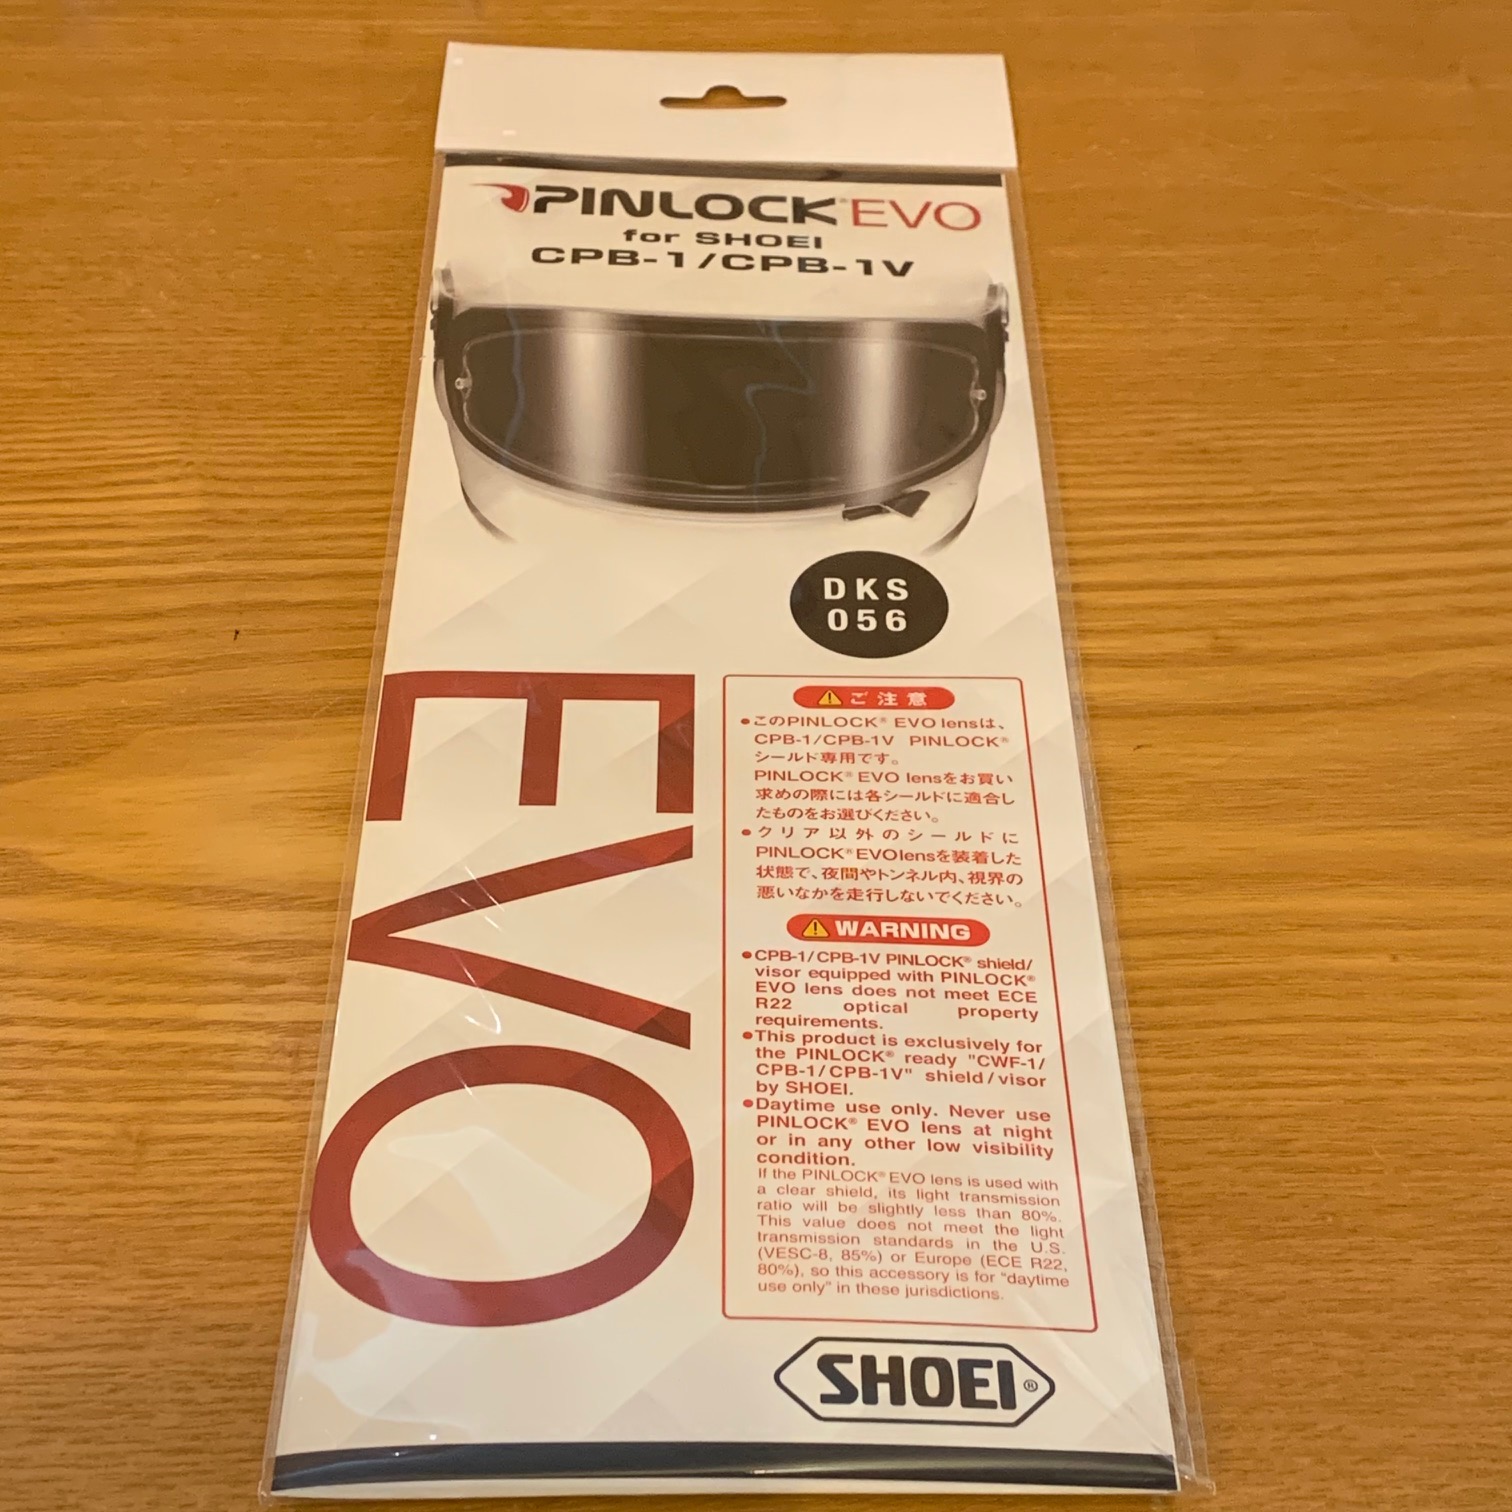 PINLOCK® EVO
for SHOEI
CPB-1/CPB-1V
DKS
056
EVO
ご注意
●このPINLOCK® EVO lensは、
CPB-1/CPB-1V PINLOCK®
シールド専用です。
PINLOCK® EVO lensをお買い
求めの際には各シールドに適合し
たものをお選びください。
●クリア以外のシールドに
PINLOCK® EVOlensを装着した
状態で、夜間やトンネル内、視界の
悪いなかを走行しないでください。
WARNING
●CPB-1/CPB-1V PINLOCK® shield/
visor equipped with PINLOCK®
EVO lens does not meet ECE
R22 optical property
requirements.
●This product is exclusively for
the PINLOCK® ready "CWF-1/
CPB-1/CPB-1V" shield/visor
by SHOEI.
●Daytime use only. Never use
PINLOCK® EVO lens at night
or in any other low visibility
condition.
If the PINLOCK® EVO lens is used with
a clear shield, its light transmission
ratio will be slightly less than 80%.
This value does not meet the light
transmission standards in the U.S.
(VESC-8, 85%) or Europe (ECE R22,
80%), so this accessory is for "daytime
use only" in these jurisdictions.
SHOEI®